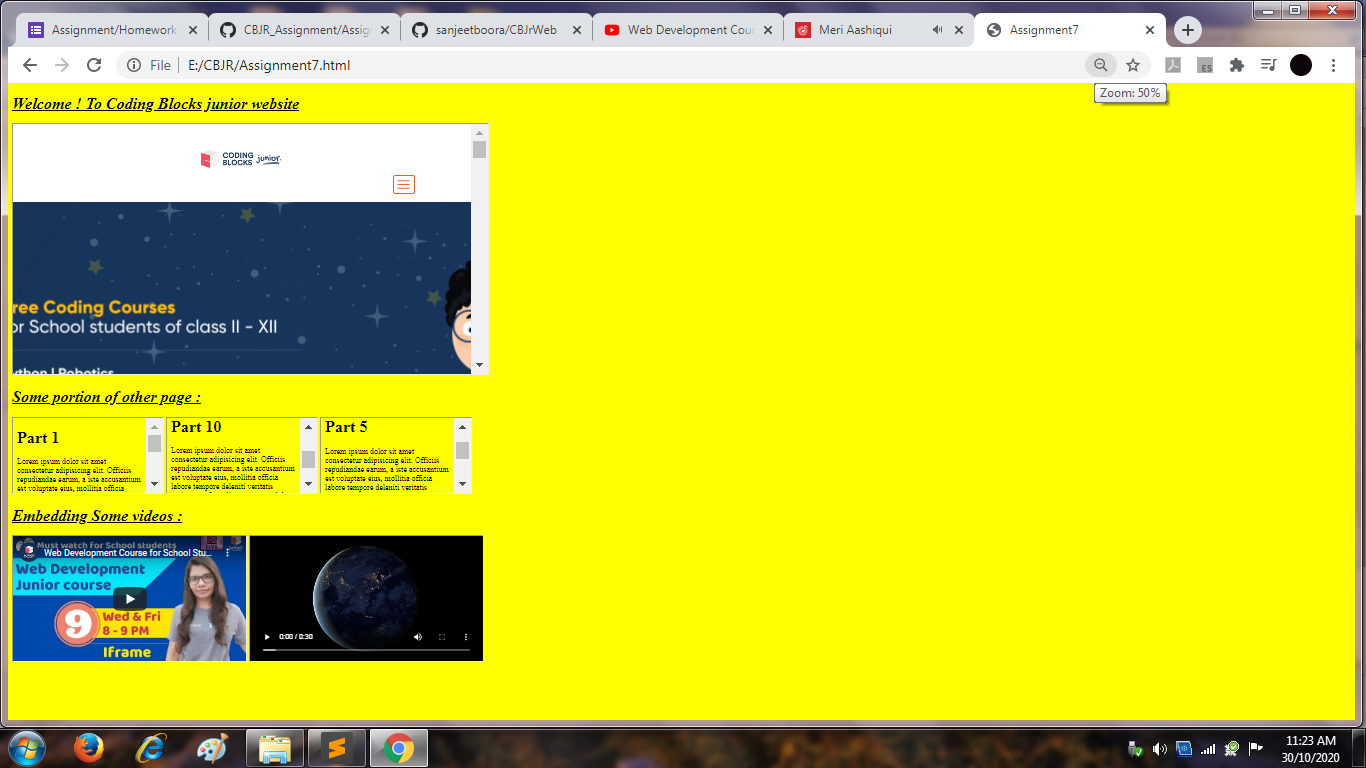 Assignment/Homework
CBJR_Assignment/Assig
sanjeetboora/CBJrWeb
Web Development Cour
Meri Aashiqui
Assignment7
File
E:/CBJR/Assignment7.html
ES
Zoom: 50%
Welcome ! To Coding Blocks junior website
CODING
BLOCKS junior
ree Coding Courses
or School students of class II - XII
ython | Robotics
Some portion of other page :
Part 1
Lorem ipsum dolor sit amet
consectetur adipisicing elit. Officiis
repudiandae earum, a iste accusantium
est voluptate eius, mollitia officia
Part 10
Lorem ipsum dolor sit amet
consectetur adipisicing elit. Officiis
repudiandae earum, a iste accusantium
est voluptate eius, mollitia officia
labore tempore deleniti veritatis
Part 5
Lorem ipsum dolor sit amet
consectetur adipisicing elit. Officiis
repudiandae earum, a iste accusantium
est voluptate eius, mollitia officia
labore tempore deleniti veritatis
Embedding Some videos :
Must watch For School students
Web Development Course for School Stu...
Web Development
Junior course
9
Wed & Fri
8 - 9 PM
Iframe
0:00 / 0:30
11:23 AM
30/10/2020